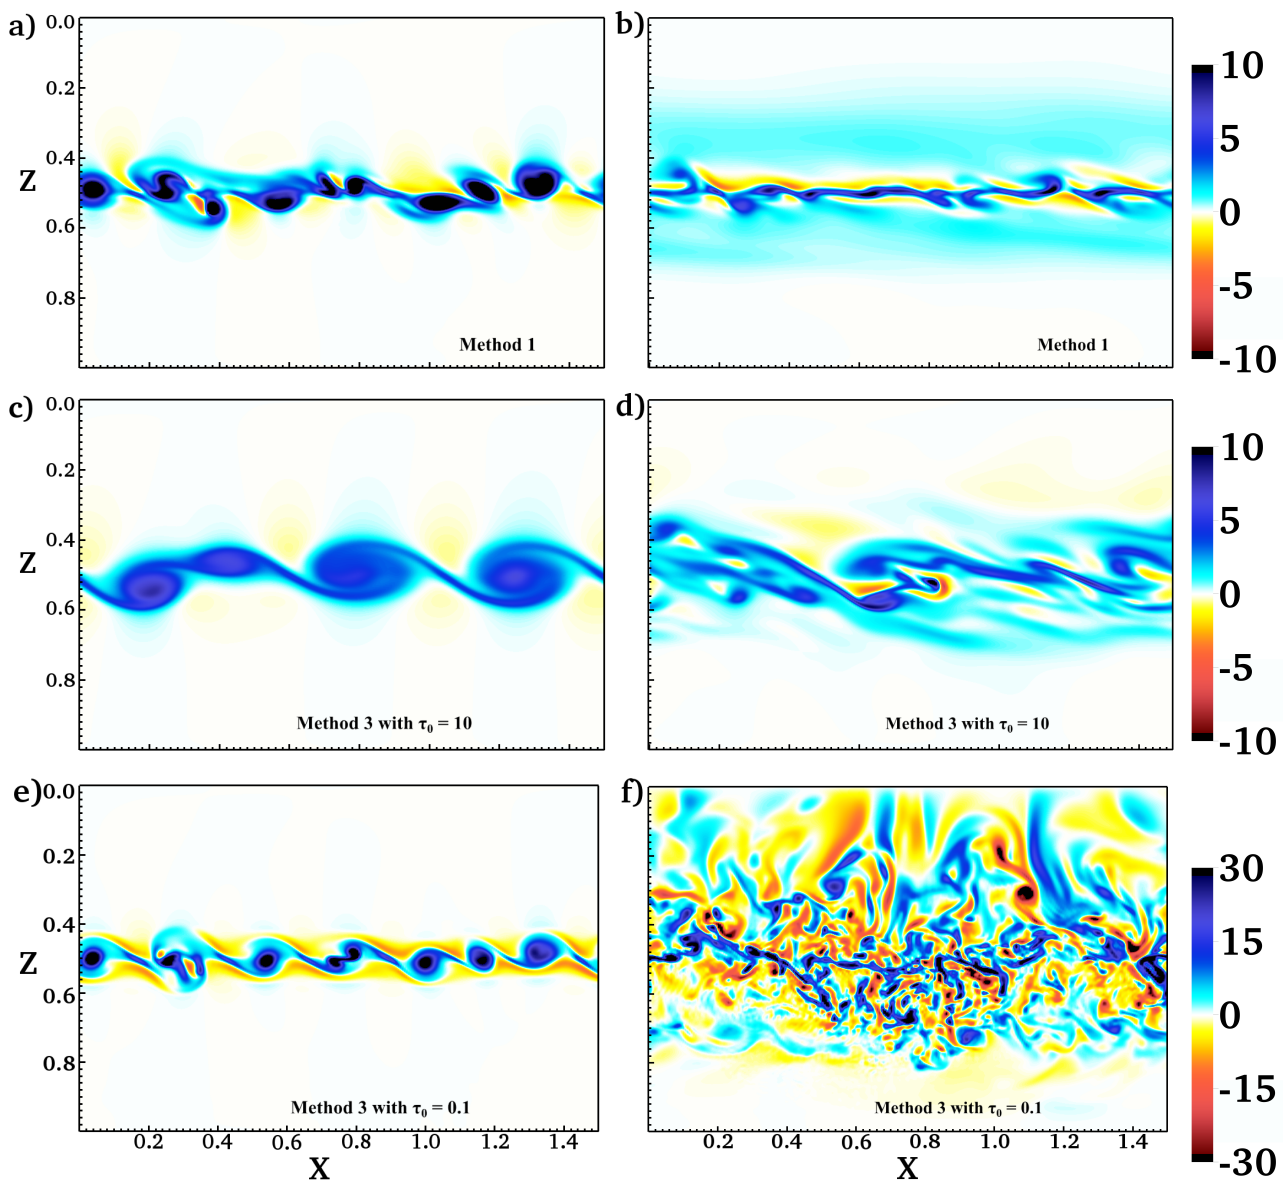 a)
b)
0.0
0.2
0.4
0.6
0.8
Z
Method 1
Method 1
10
5
0
-5
-10
c)
d)
0.0
0.2
0.4
0.6
0.8
Z
Method 3 with τ₀ = 10
Method 3 with τ₀ = 10
10
5
0
-5
-10
e)
f)
0.0
0.2
0.4
0.6
0.8
Z
Method 3 with τ₀ = 0.1
Method 3 with τ₀ = 0.1
30
15
0
-15
-30
0.2 0.4 0.6 0.8 1.0 1.2 1.4
0.2 0.4 0.6 0.8 1.0 1.2 1.4
X
X